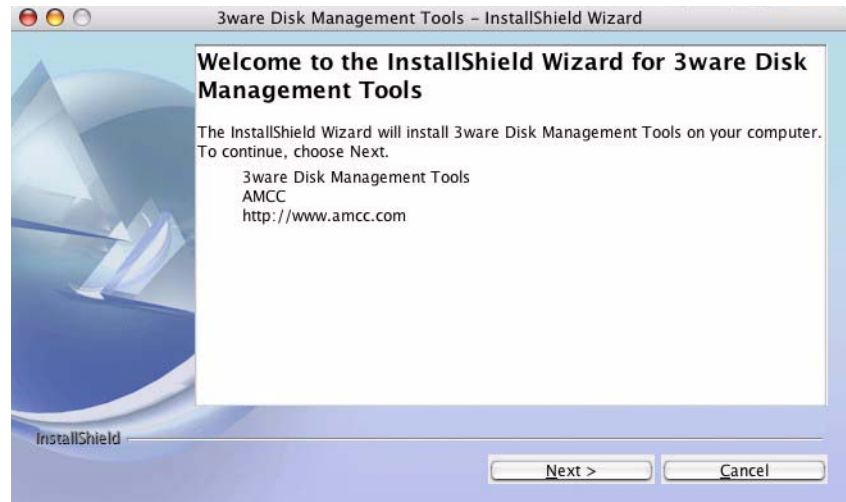 3ware Disk Management Tools – InstallShield Wizard
Welcome to the InstallShield Wizard for 3ware Disk
Management Tools
The InstallShield Wizard will install 3ware Disk Management Tools on your computer.
To continue, choose Next.
3ware Disk Management Tools
AMCC
http://www.amcc.com
InstallShield
Next >
Cancel